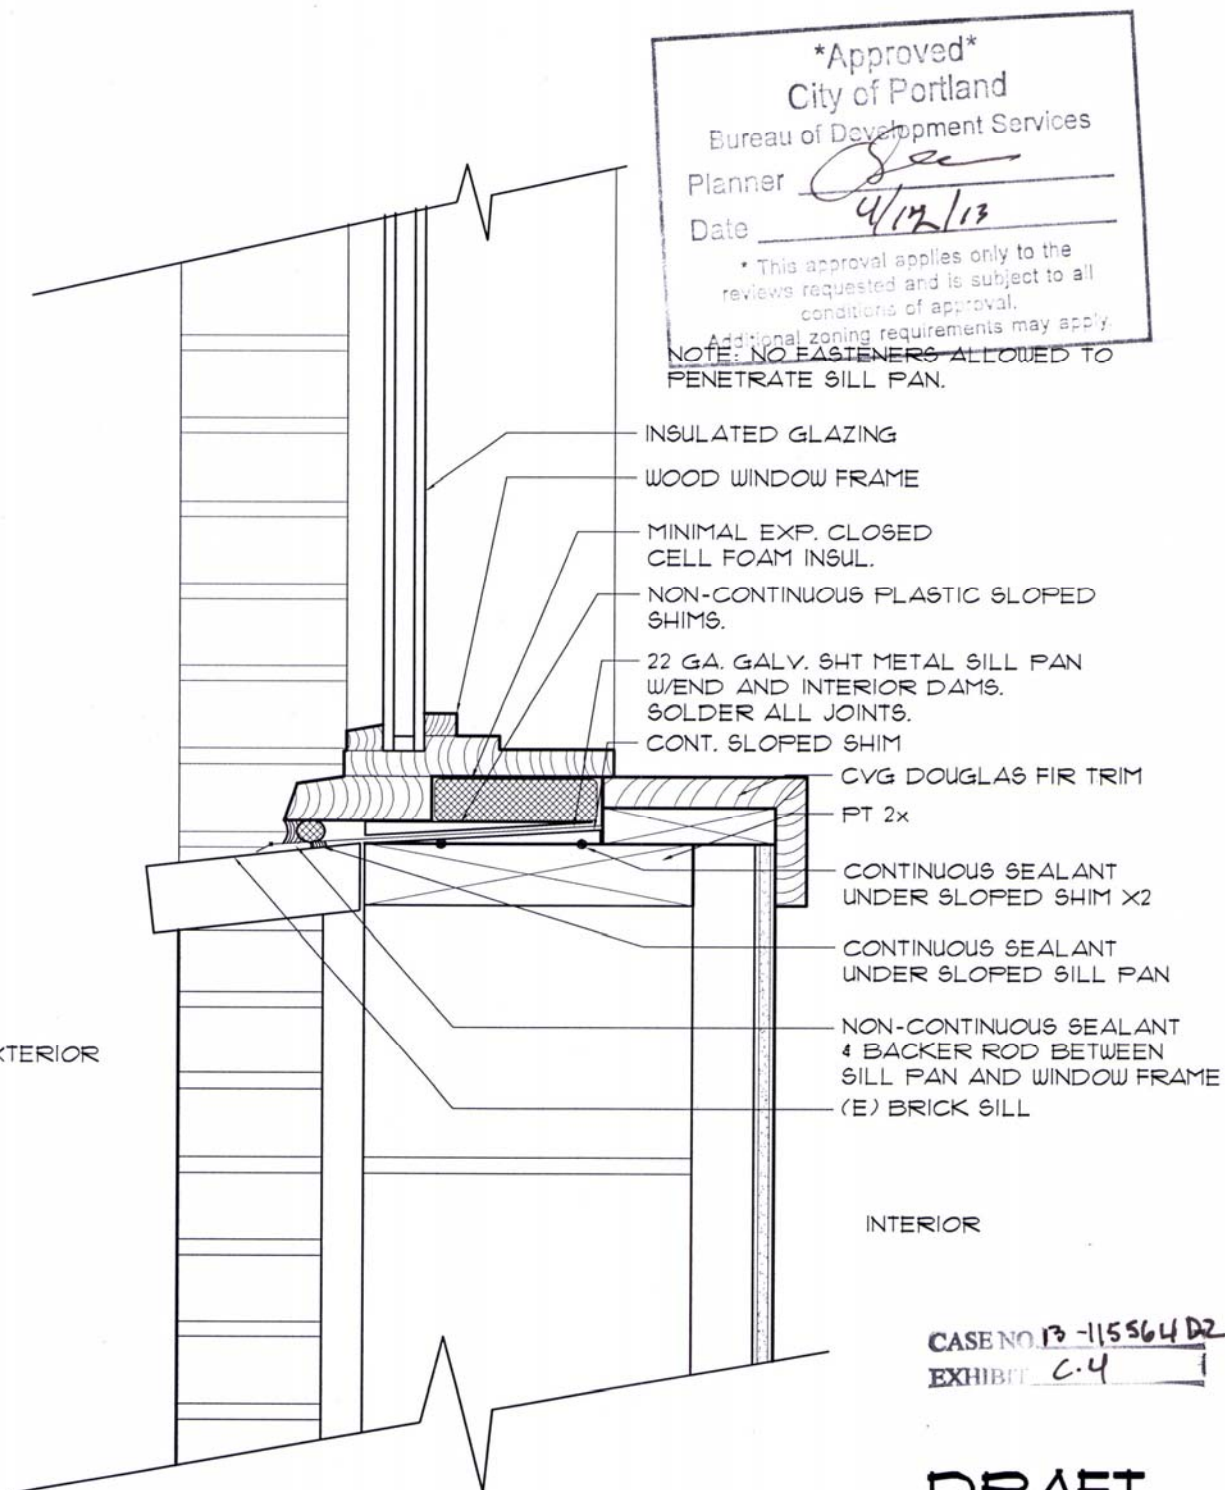 *Approved*
City of Portland
Bureau of Development Services
Planner
Date 4/12/13
* This approval applies only to the
reviews requested and is subject to all
conditions of approval.
Additional zoning requirements may apply.
NOTE: NO FASTENERS ALLOWED TO
PENETRATE SILL PAN.
INSULATED GLAZING
WOOD WINDOW FRAME
MINIMAL EXP. CLOSED
CELL FOAM INSUL.
NON-CONTINUOUS PLASTIC SLOPED
SHIMS.
22 GA. GALV. SHT METAL SILL PAN
W/END AND INTERIOR DAMS.
SOLDER ALL JOINTS.
CONT. SLOPED SHIM
CVG DOUGLAS FIR TRIM
PT 2x
CONTINUOUS SEALANT
UNDER SLOPED SHIM X2
CONTINUOUS SEALANT
UNDER SLOPED SILL PAN
NON-CONTINUOUS SEALANT
& BACKER ROD BETWEEN
SILL PAN AND WINDOW FRAME
(E) BRICK SILL
XTERIOR
INTERIOR
CASE NO. 13-115564 DZ
EXHIBIT C.4
DRAFT